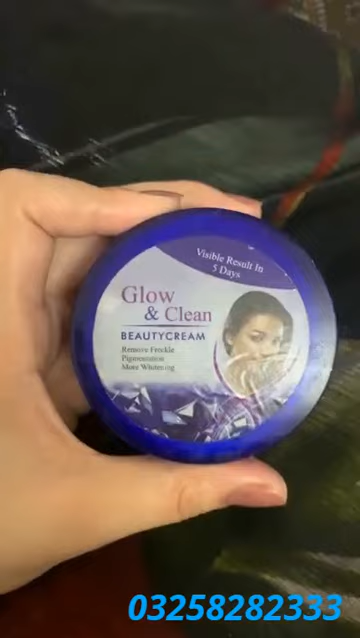 Visible Result In
5 Days
Glow
& Clean
BEAUTYCREAM
Remove Freckle
Pigmentation
More Whitening
03258282333